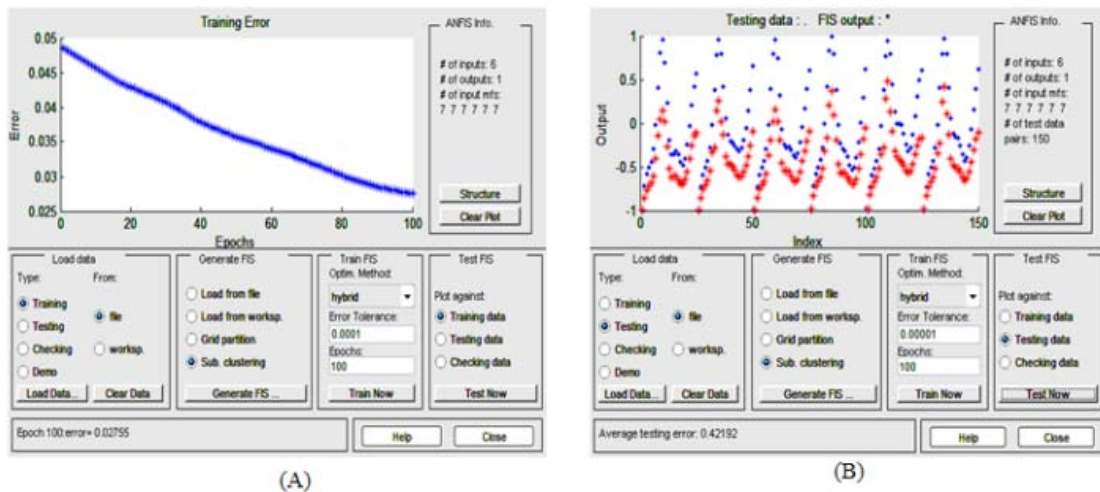 Training Error
0.05
0.045
0.04
0.035
0.03
0.025
Error
0 20 40 60 80 100
Epochs
ANFIS Info.
# of inputs: 6
# of outputs: 1
# of input mfs:
7 7 7 7 7 7
Structure
Clear Plot
Load data
Type: From:
Training
Testing
Checking
Demo
file
worksp.
Load Data... Clear Data
Generate FIS
Load from file
Load from worksp.
Grid partition
Sub. clustering
Generate FIS ...
Train FIS
Optim. Method:
hybrid
Error Tolerance:
0.0001
Epochs:
100
Train Now
Test FIS
Plot against:
Training data
Testing data
Checking data
Test Now
Epoch 100:error= 0.02755
Help Close
(A)
Testing data : . FIS output : *
1
0.5
0
-0.5
-1
Output
0 50 100 150
Index
ANFIS Info.
# of inputs: 6
# of outputs: 1
# of input mfs:
7 7 7 7 7 7
# of test data
pairs: 150
Structure
Clear Plot
Load data
Type: From:
Training
Testing
Checking
Demo
file
worksp.
Load Data... Clear Data
Generate FIS
Load from file
Load from worksp.
Grid partition
Sub. clustering
Generate FIS ...
Train FIS
Optim. Method:
hybrid
Error Tolerance:
0.00001
Epochs:
100
Train Now
Test FIS
Plot against:
Training data
Testing data
Checking data
Test Now
Average testing error: 0.42192
Help Close
(B)